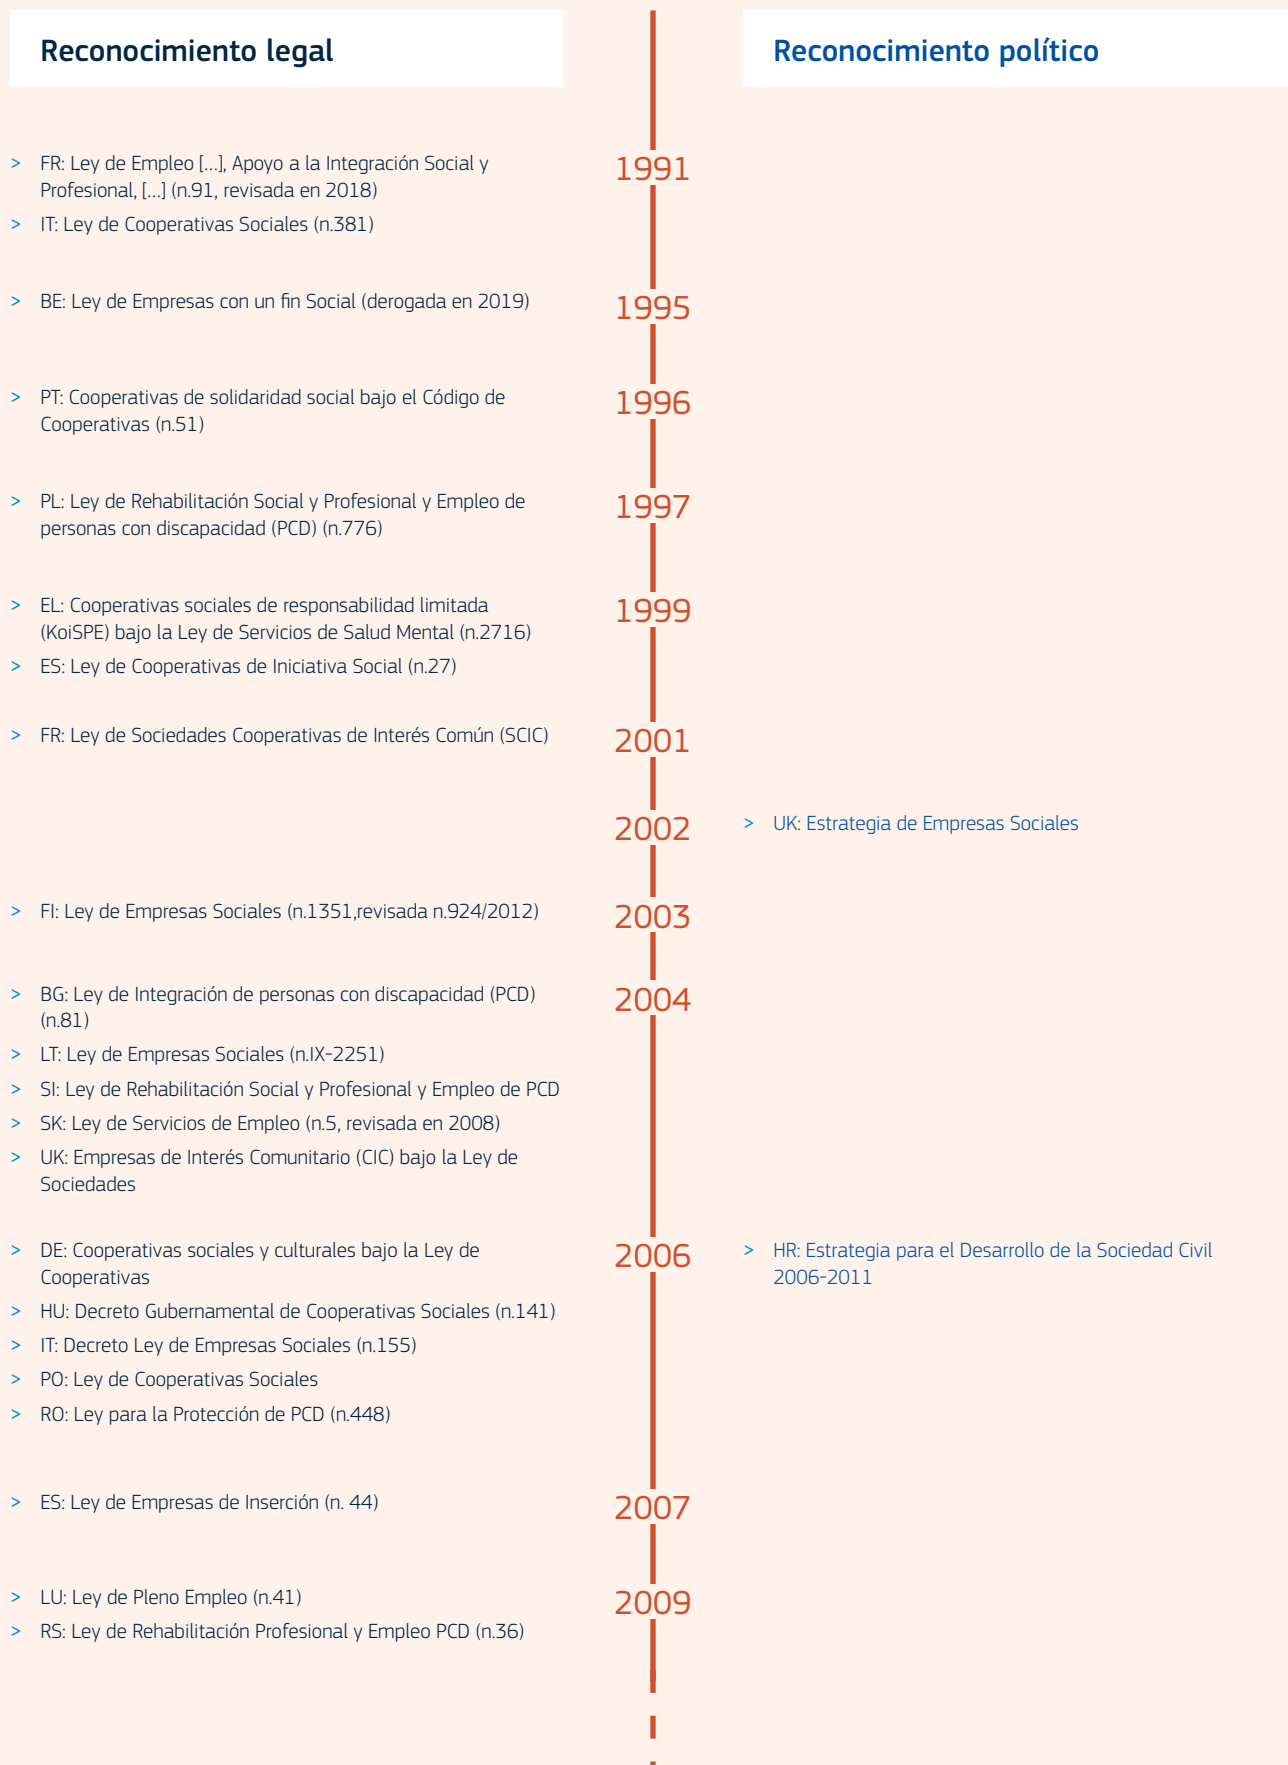 Reconocimiento legal
Reconocimiento político
> FR: Ley de Empleo [...], Apoyo a la Integración Social y
Profesional, [...] (n.91, revisada en 2018)
> IT: Ley de Cooperativas Sociales (n.381)
1991
> BE: Ley de Empresas con un fin Social (derogada en 2019)
1995
> PT: Cooperativas de solidaridad social bajo el Código de
Cooperativas (n.51)
1996
> PL: Ley de Rehabilitación Social y Profesional y Empleo de
personas con discapacidad (PCD) (n.776)
1997
> EL: Cooperativas sociales de responsabilidad limitada
(KoiSPE) bajo la Ley de Servicios de Salud Mental (n.2716)
> ES: Ley de Cooperativas de Iniciativa Social (n.27)
1999
> FR: Ley de Sociedades Cooperativas de Interés Común (SCIC)
2001
2002
> UK: Estrategia de Empresas Sociales
> FI: Ley de Empresas Sociales (n.1351,revisada n.924/2012)
2003
> BG: Ley de Integración de personas con discapacidad (PCD)
(n.81)
> LT: Ley de Empresas Sociales (n.IX-2251)
> SI: Ley de Rehabilitación Social y Profesional y Empleo de PCD
> SK: Ley de Servicios de Empleo (n.5, revisada en 2008)
> UK: Empresas de Interés Comunitario (CIC) bajo la Ley de
Sociedades
2004
> DE: Cooperativas sociales y culturales bajo la Ley de
Cooperativas
> HU: Decreto Gubernamental de Cooperativas Sociales (n.141)
> IT: Decreto Ley de Empresas Sociales (n.155)
> PO: Ley de Cooperativas Sociales
> RO: Ley para la Protección de PCD (n.448)
2006
> HR: Estrategia para el Desarrollo de la Sociedad Civil
2006-2011
> ES: Ley de Empresas de Inserción (n. 44)
2007
> LU: Ley de Pleno Empleo (n.41)
> RS: Ley de Rehabilitación Profesional y Empleo PCD (n.36)
2009